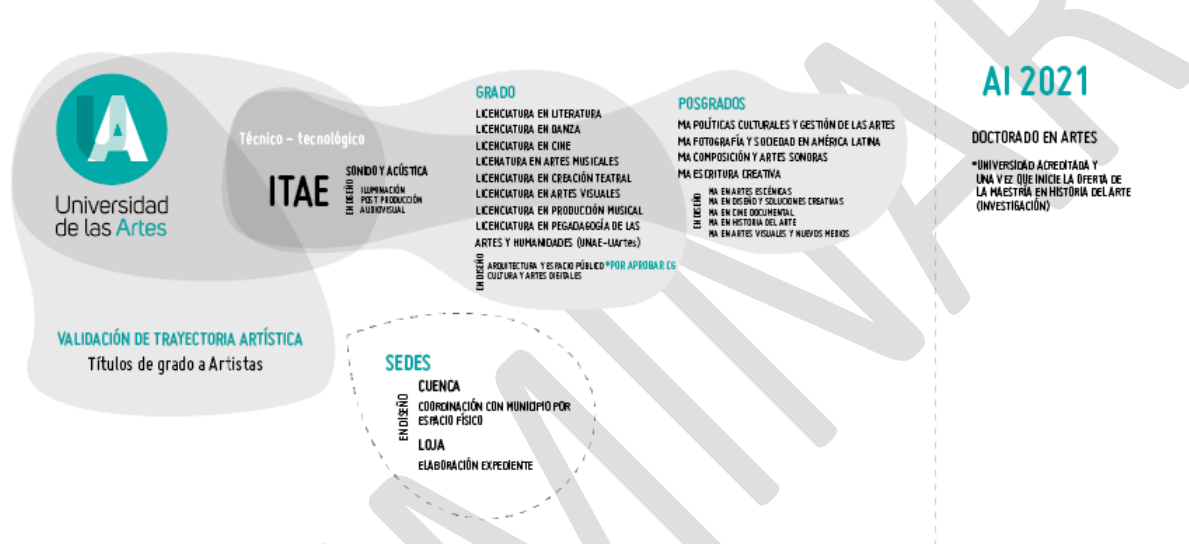 UA
Universidad
de las Artes
VALIDACIÓN DE TRAYECTORIA ARTÍSTICA
Títulos de grado a Artistas
Técnico - tecnológico
ITAE
SONIDO Y ACÚSTICA
EN DISEÑO
ILUMINACIÓN
POST PRODUCCIÓN
AUDIOVISUAL
GRADO
LICENCIATURA EN LITERATURA
LICENCIATURA EN DANZA
LICENCIATURA EN CINE
LICENATURA EN ARTES MUSICALES
LICENCIATURA EN CREACIÓN TEATRAL
LICENCIATURA EN ARTES VISUALES
LICENCIATURA EN PRODUCCIÓN MUSICAL
LICENCIATURA EN PEGADAGOGÍA DE LAS
ARTES Y HUMANIDADES (UNAE-UArtes)
EN DISEÑO
ARQUITECTURA Y ESPACIO PÚBLICO *POR APROBAR CG
CULTURA Y ARTES DIGITALES
POSGRADOS
MA POLÍTICAS CULTURALES Y GESTIÓN DE LAS ARTES
MA FOTOGRAFÍA Y SOCIEDAD EN AMÉRICA LATINA
MA COMPOSICIÓN Y ARTES SONORAS
MA ESCRITURA CREATIVA
EN DISEÑO
MA EN ARTES ESCÉNICAS
MA EN DISEÑO Y SOLUCIONES CREATIVAS
MA EN CINE DOCUMENTAL
MA EN HISTORIA DEL ARTE
MA EN ARTES VISUALES Y NUEVOS MEDIOS
SEDES
EN DISEÑO
CUENCA
COORDINACIÓN CON MUNICIPIO POR
ESPACIO FÍSICO
LOJA
ELABORACIÓN EXPEDIENTE
AI 2021
DOCTORADO EN ARTES
*UNIVERSIDAD ACREDITADA Y
UNA VEZ QUE INICIE LA OFERTA DE
LA MAESTRÍA EN HISTORIA DEL ARTE
(INVESTIGACIÓN)